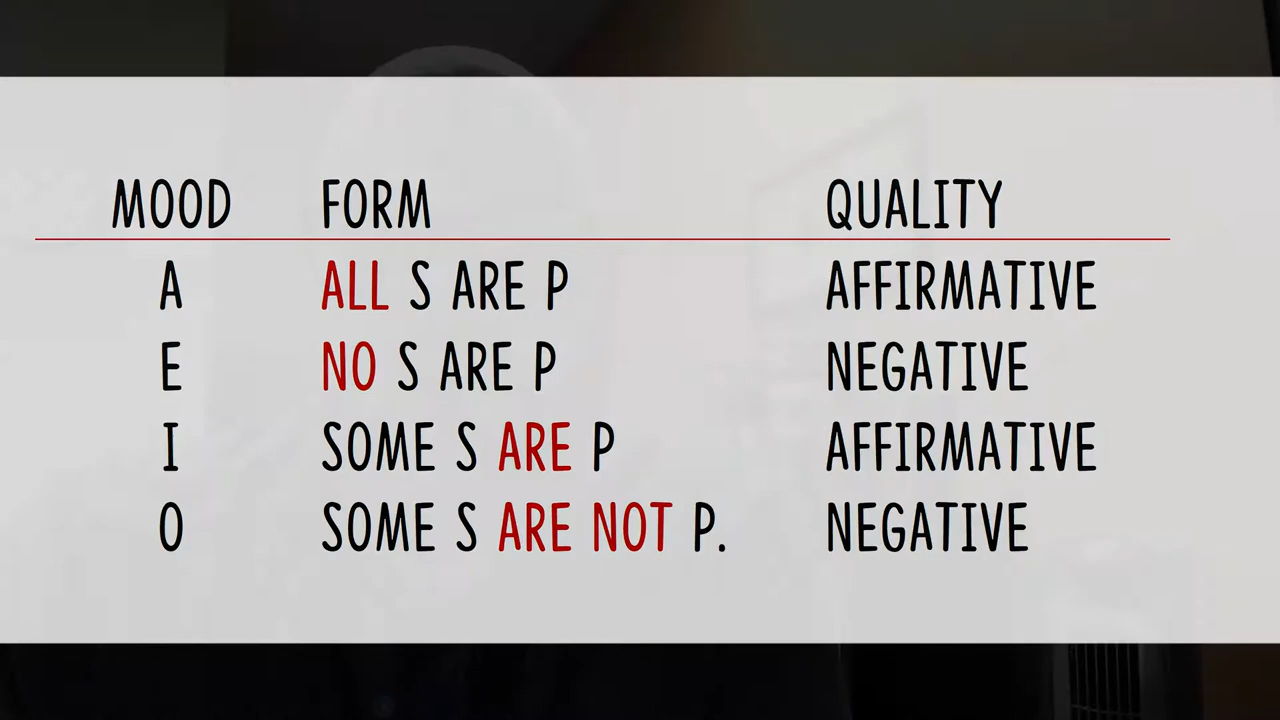 MOOD FORM QUALITY
A ALL S ARE P AFFIRMATIVE
E NO S ARE P NEGATIVE
I SOME S ARE P AFFIRMATIVE
O SOME S ARE NOT P. NEGATIVE